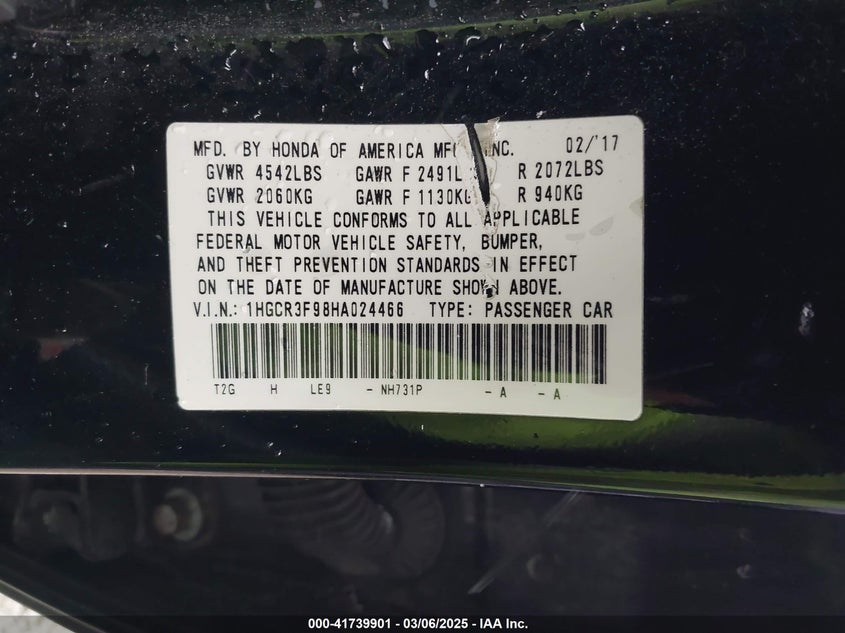 MFD. BY HONDA OF AMERICA MFG INC. 02/'17
GVWR 4542LBS GAWR F 2491L R 2072LBS
GVWR 2060KG GAWR F 1130KG R 940KG
THIS VEHICLE CONFORMS TO ALL APPLICABLE
FEDERAL MOTOR VEHICLE SAFETY, BUMPER,
AND THEFT PREVENTION STANDARDS IN EFFECT
ON THE DATE OF MANUFACTURE SHOWN ABOVE.
V.I.N.: 1HGCR3F98HA024466 TYPE: PASSENGER CAR
T2G H LE9 - NH731P - A - A
000-41739901 - 03/06/2025 - IAA Inc.